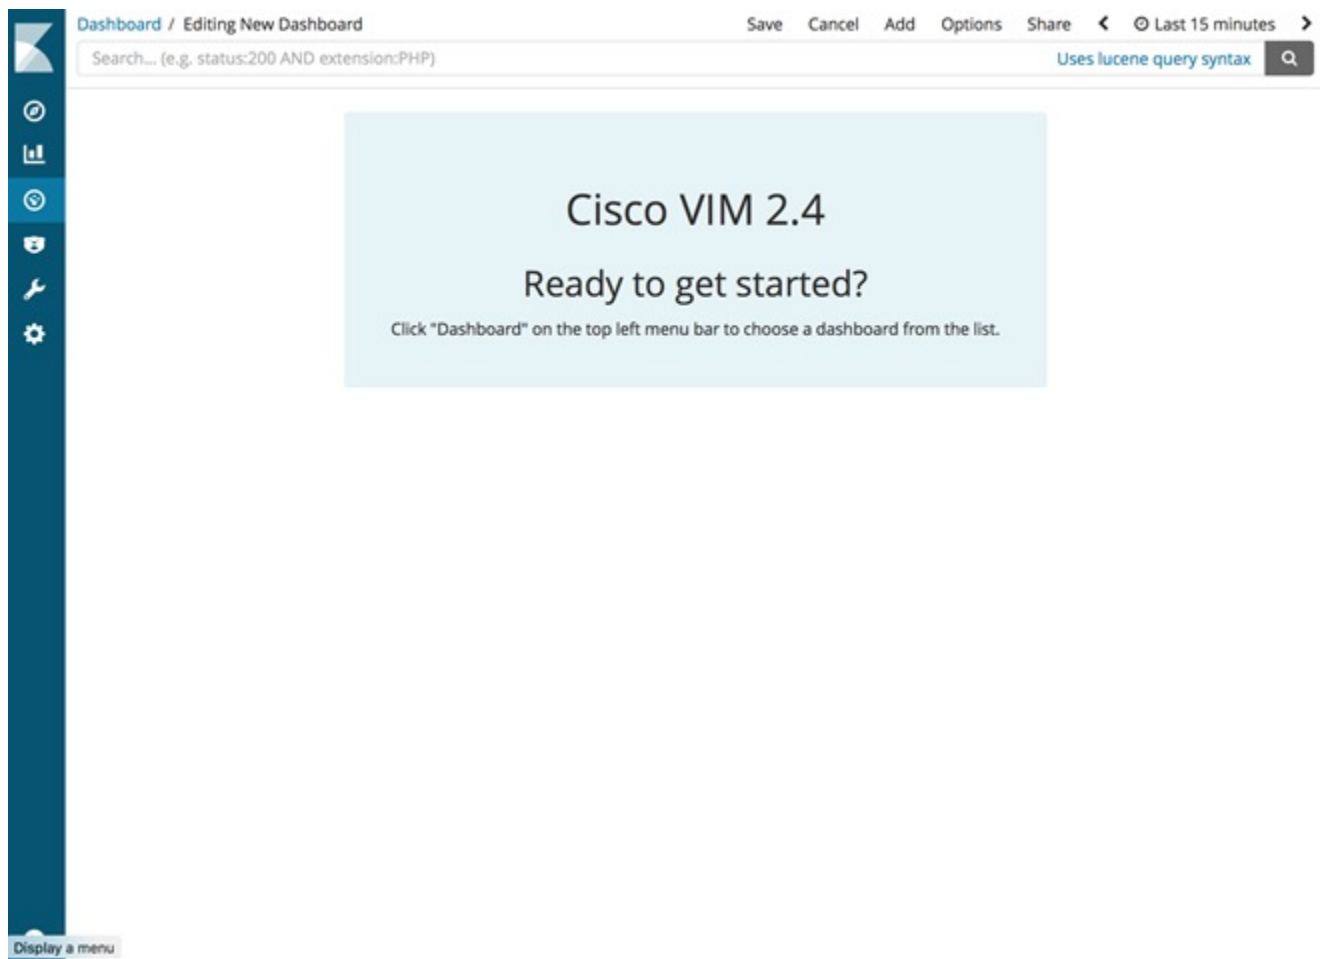 Dashboard / Editing New Dashboard Save Cancel Add Options Share Last 15 minutes
Search... (e.g. status:200 AND extension:PHP) Uses lucene query syntax
Cisco VIM 2.4
Ready to get started?
Click "Dashboard" on the top left menu bar to choose a dashboard from the list.
Display a menu